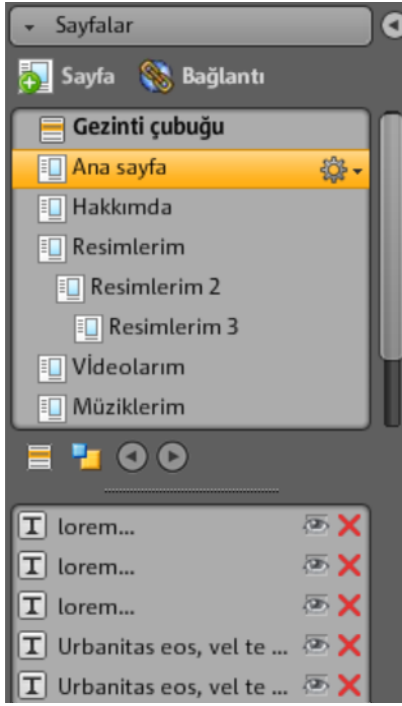 Sayfalar
Sayfa Bağlantı
Gezinti çubuğu
Ana sayfa
Hakkımda
Resimlerim
Resimlerim 2
Resimlerim 3
Vİdeolarım
Müziklerim
T lorem...
T lorem...
T lorem...
T Urbanitas eos, vel te ...
T Urbanitas eos, vel te ...